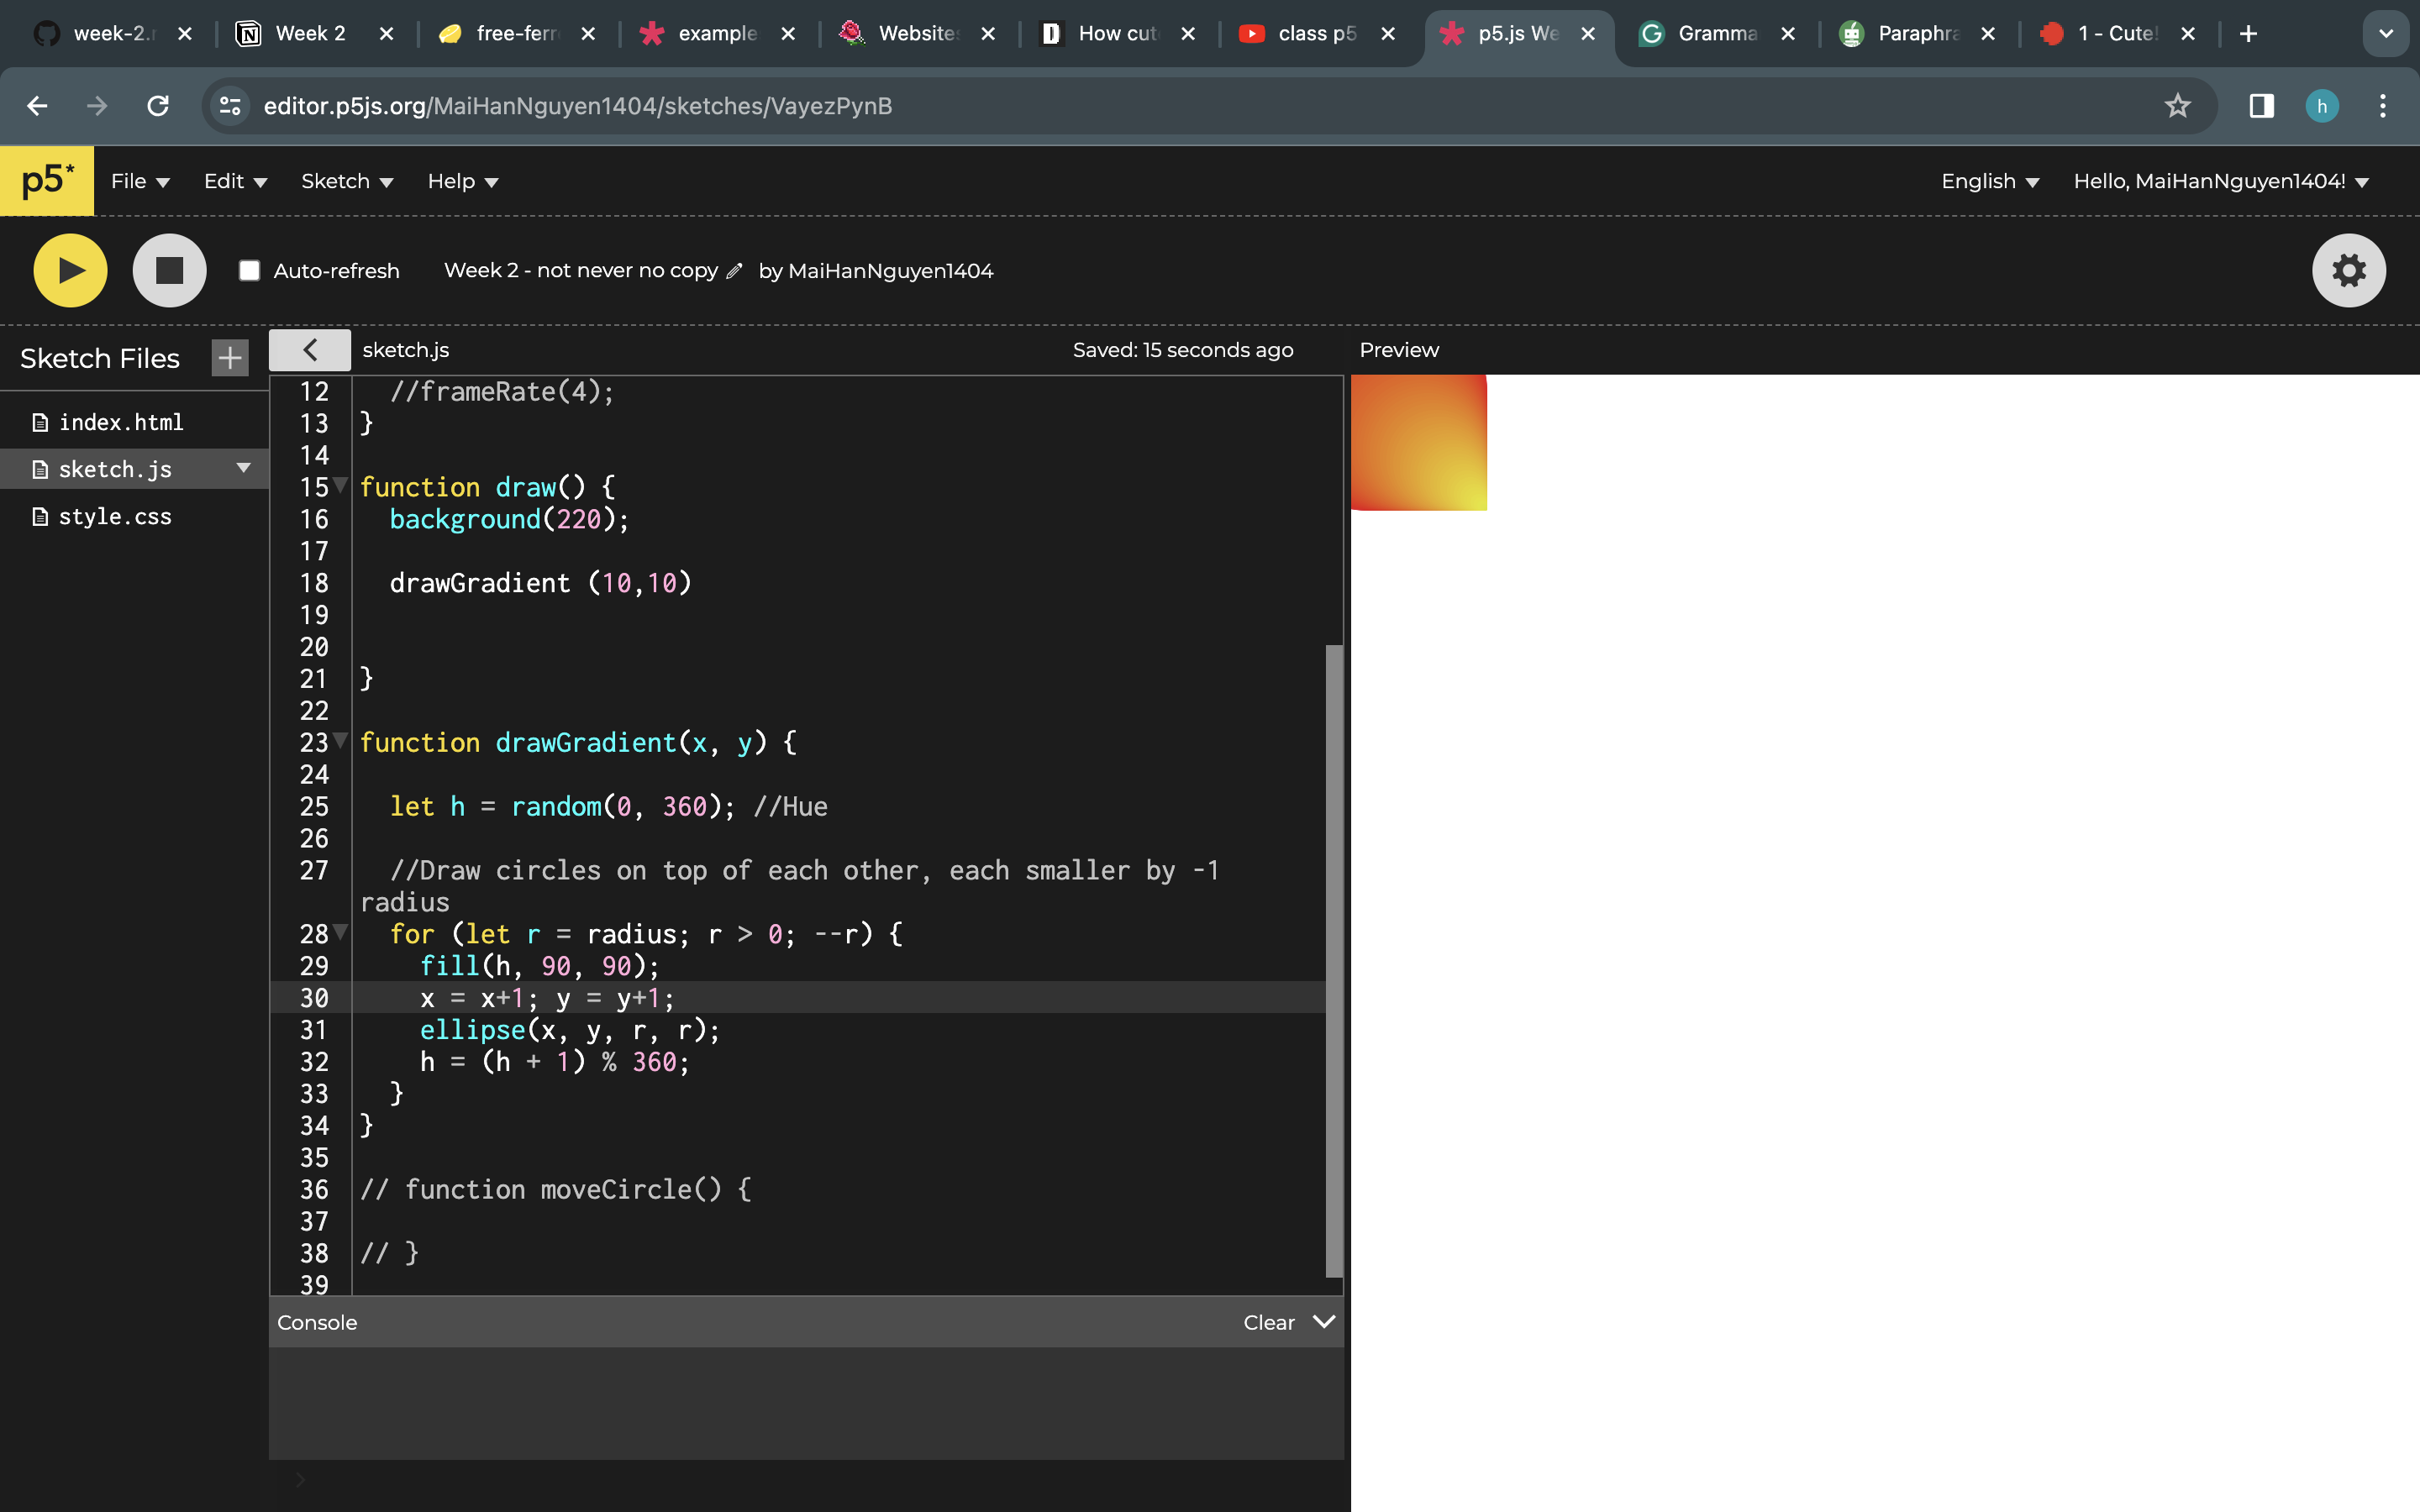 week-2.r
Week 2
free-ferr
example
Website
How cut
class p5
p5.js We
Gramma
Paraphra
1 - Cute!
editor.p5js.org/MaiHanNguyen1404/sketches/VayezPynB
h
p5*
File
Edit
Sketch
Help
English
Hello, MaiHanNguyen1404!
Auto-refresh
Week 2 - not never no copy
by MaiHanNguyen1404
Sketch Files
sketch.js
Saved: 15 seconds ago
Preview
index.html
sketch.js
style.css
12 //frameRate(4);
13 }
14
15 function draw() {
16 background(220);
17
18 drawGradient (10,10)
19
20
21 }
22
23 function drawGradient(x, y) {
24
25 let h = random(0, 360); //Hue
26
27 //Draw circles on top of each other, each smaller by -1
radius
28 for (let r = radius; r > 0; --r) {
29 fill(h, 90, 90);
30 x = x+1; y = y+1;
31 ellipse(x, y, r, r);
32 h = (h + 1) % 360;
33 }
34 }
35
36 // function moveCircle() {
37
38 // }
39
Console
Clear